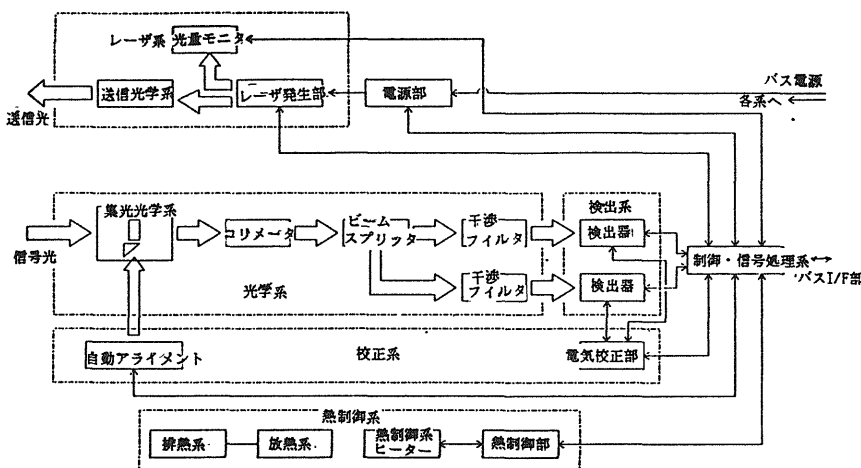 レーザ系
光量モニタ
送信光学系
レーザ発生部
電源部
バス電源
各系へ
送信光
集光光学系
コリメータ
ビーム
スプリッタ
干渉
フィルタ
検出系
検出器
信号光
制御・信号処理系
バスI/F部
干渉
フィルタ
検出器
光学系
自動アライメント
校正系
電気校正部
熱制御系
排熱系
放熱系
熱制御系
ヒーター
熱制御部